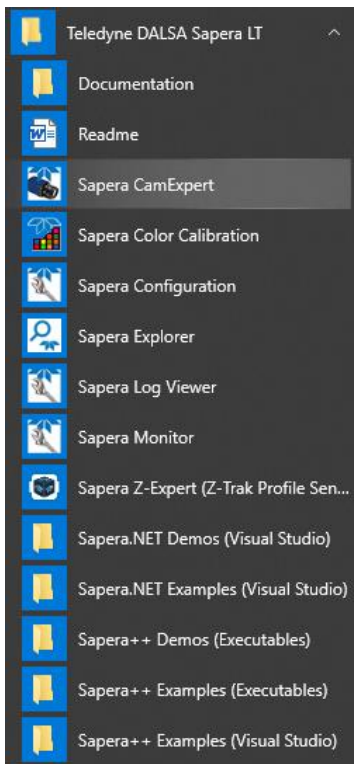 Teledyne DALSA Sapera LT
Documentation
Readme
Sapera CamExpert
Sapera Color Calibration
Sapera Configuration
Sapera Explorer
Sapera Log Viewer
Sapera Monitor
Sapera Z-Expert (Z-Trak Profile Sen...
Sapera.NET Demos (Visual Studio)
Sapera.NET Examples (Visual Studio)
Sapera++ Demos (Executables)
Sapera++ Examples (Executables)
Sapera++ Examples (Visual Studio)